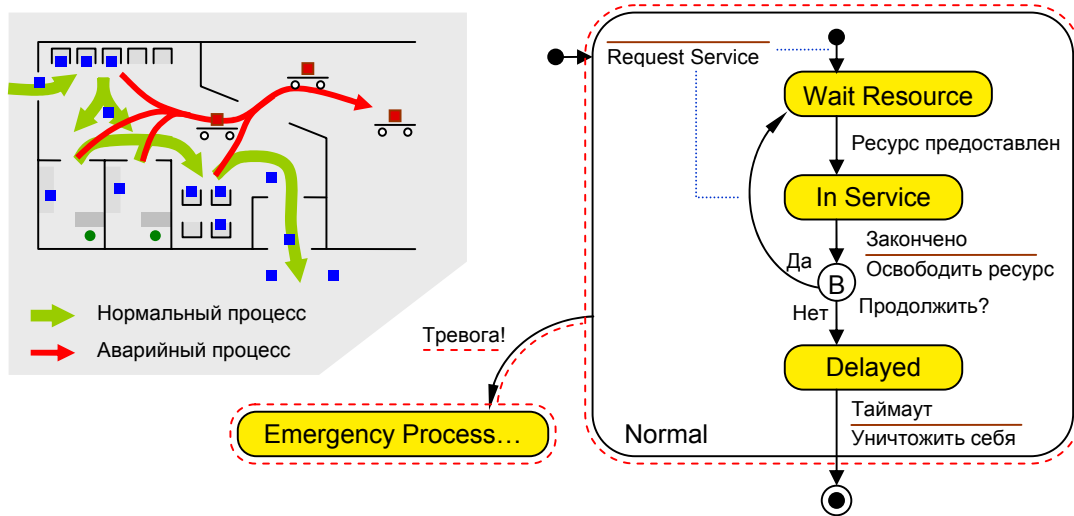 Нормальный процесс
Аварийный процесс
Request Service
Wait Resource
Ресурс предоставлен
In Service
Закончено
Освободить ресурс
Да
B
Нет
Продолжить?
Тревога!
Delayed
Таймаут
Уничтожить себя
Emergency Process…
Normal